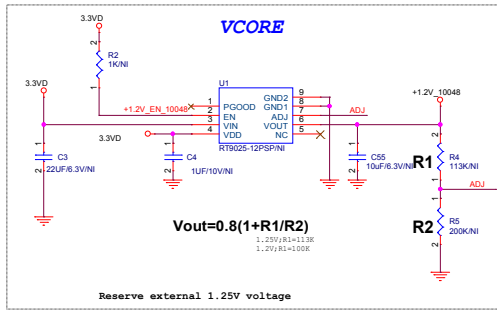 VCORE
3.3VD
R2
1K/NI
3.3VD
U1
+1.2V_EN_10048
3.3VD
1
2
3
4
PGOOD
EN
VIN
VDD
GND2
GND1
ADJ
VOUT
NC
9
8
7
6
5
RT9025-12PSP/NI
ADJ
+1.2V_10048
C3
22UF/6.3V/NI
C4
1UF/10V/NI
C55
10uF/6.3V/NI
R1
R4
113K/NI
ADJ
R2
R5
200K/NI
Vout=0.8(1+R1/R2)
1.25V;R1=113K
1.2V;R1=100K
Reserve external 1.25V voltage